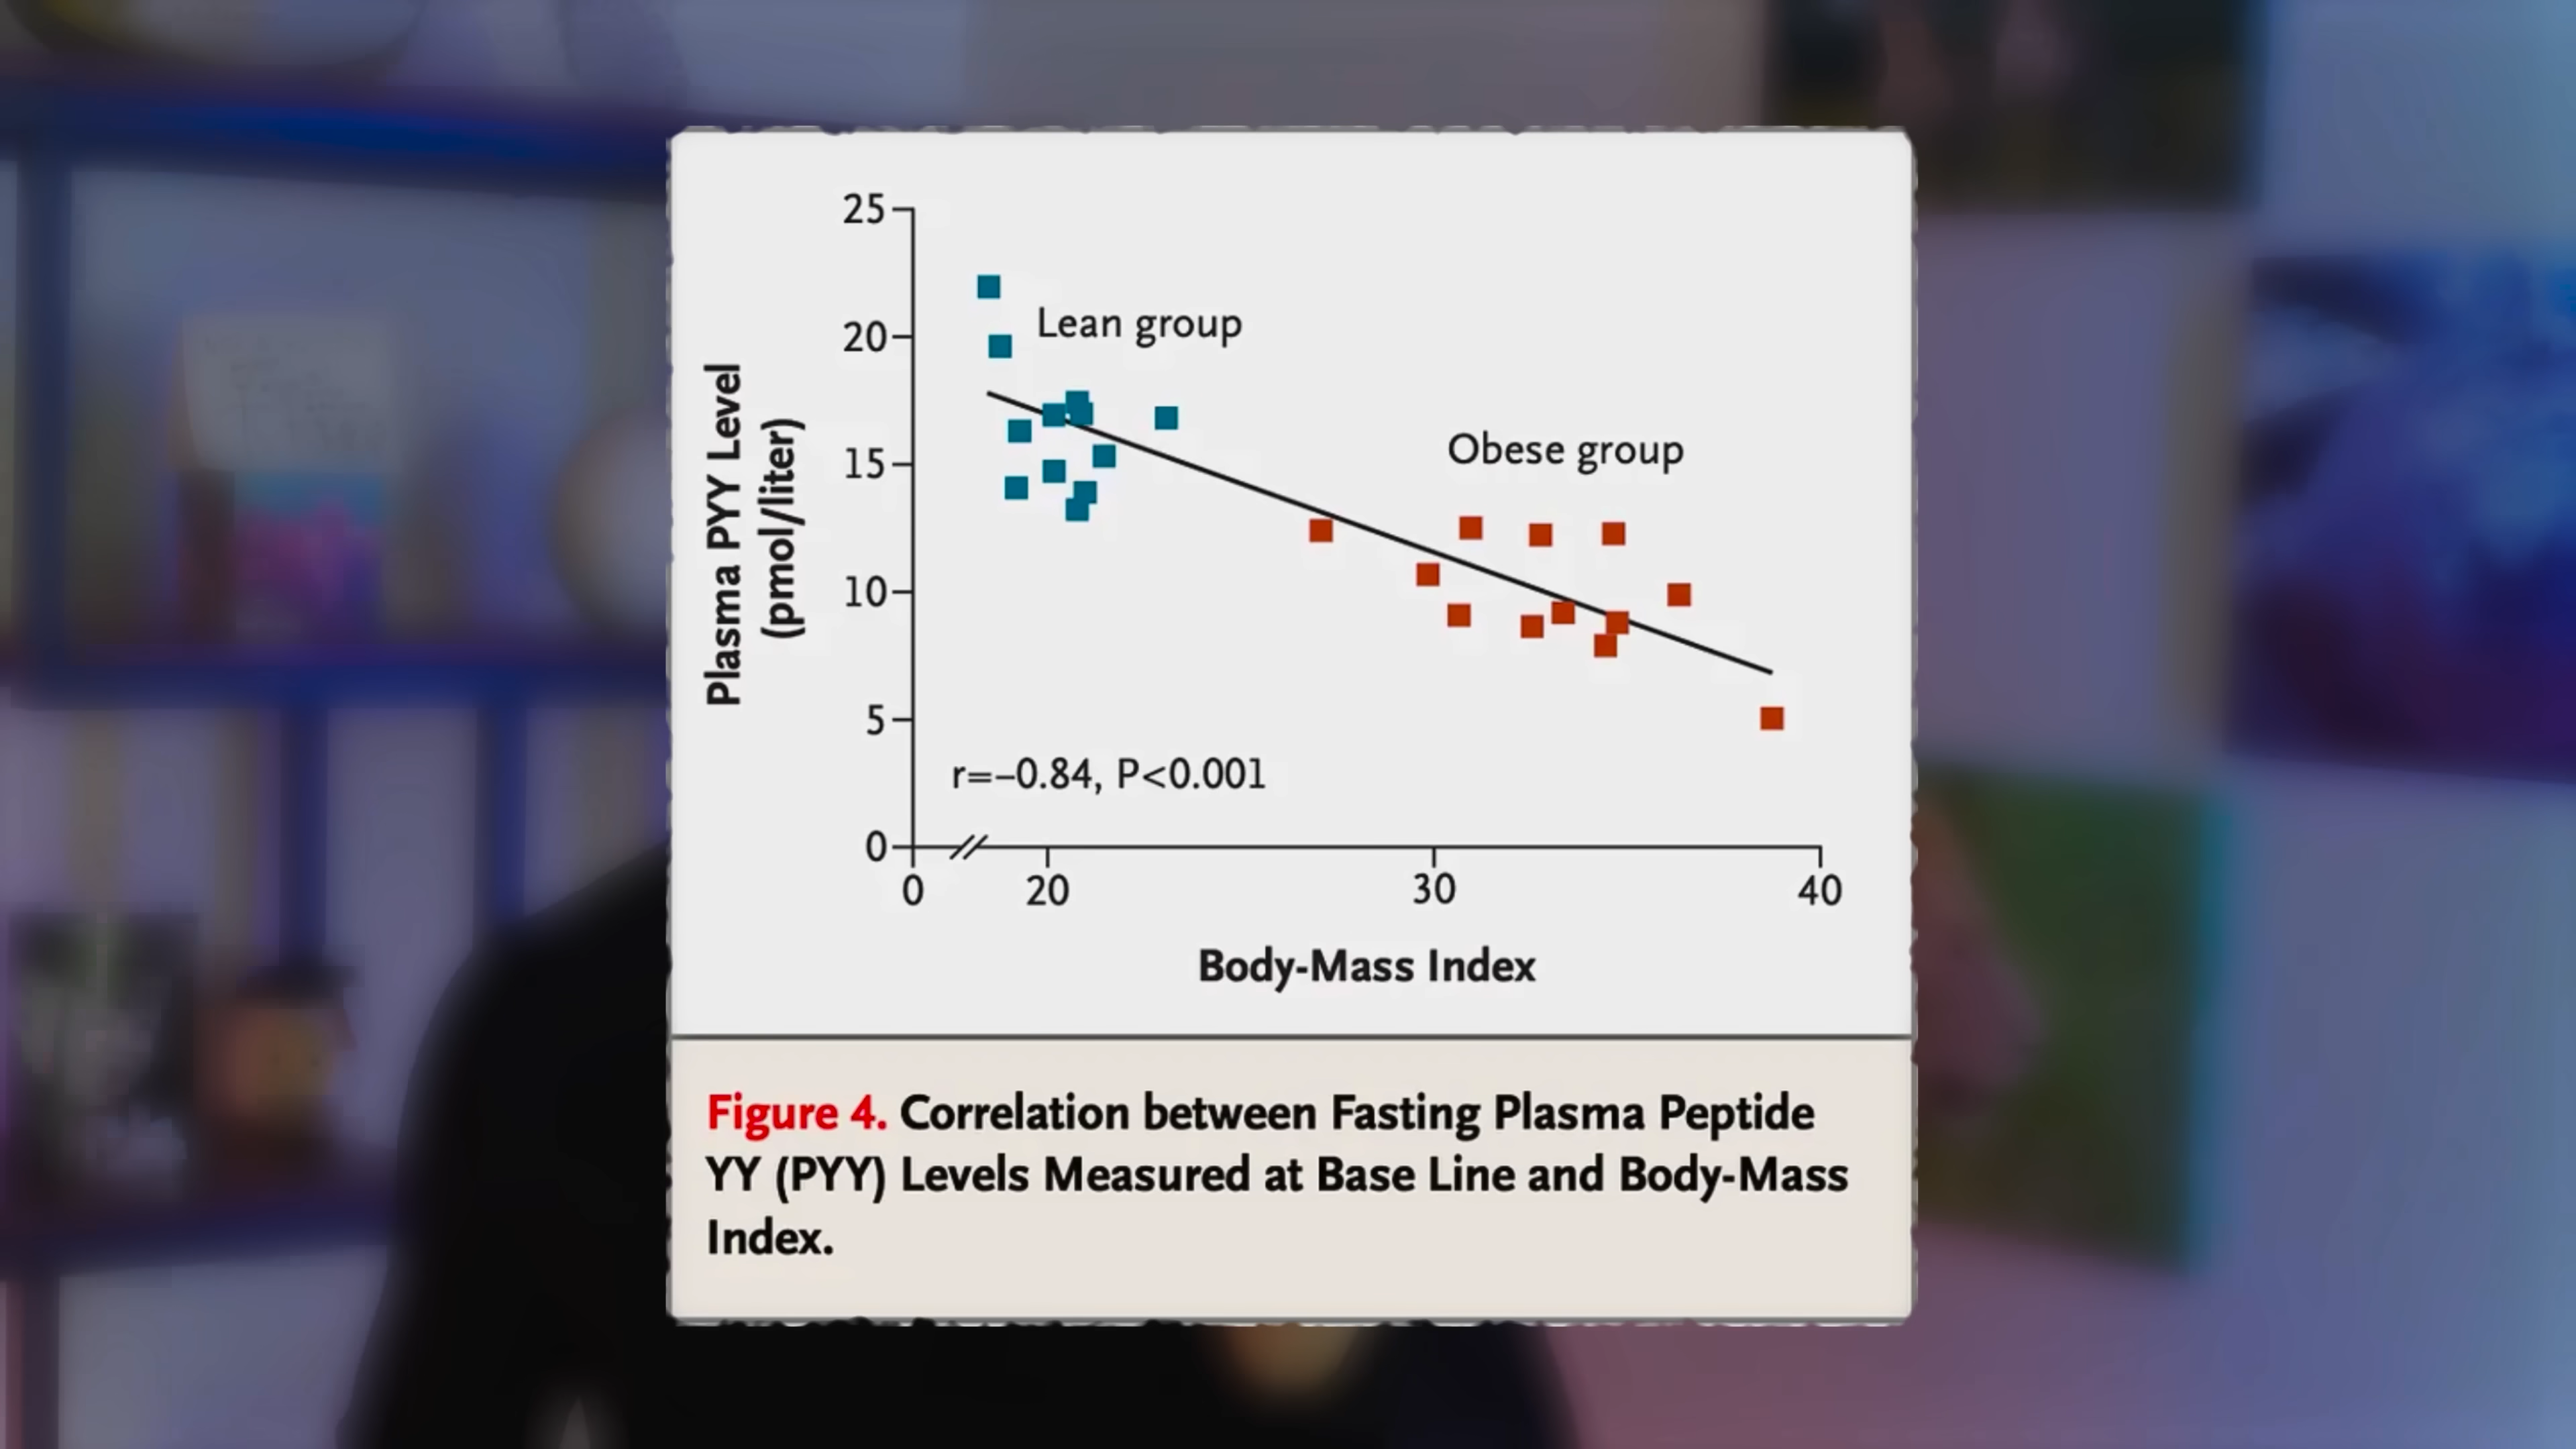 25
20
15
10
5
0
Plasma PYY Level
(pmol/liter)
Lean group
Obese group
r=–0.84, P<0.001
0 20 30 40
Body-Mass Index
Figure 4. Correlation between Fasting Plasma Peptide
YY (PYY) Levels Measured at Base Line and Body-Mass
Index.